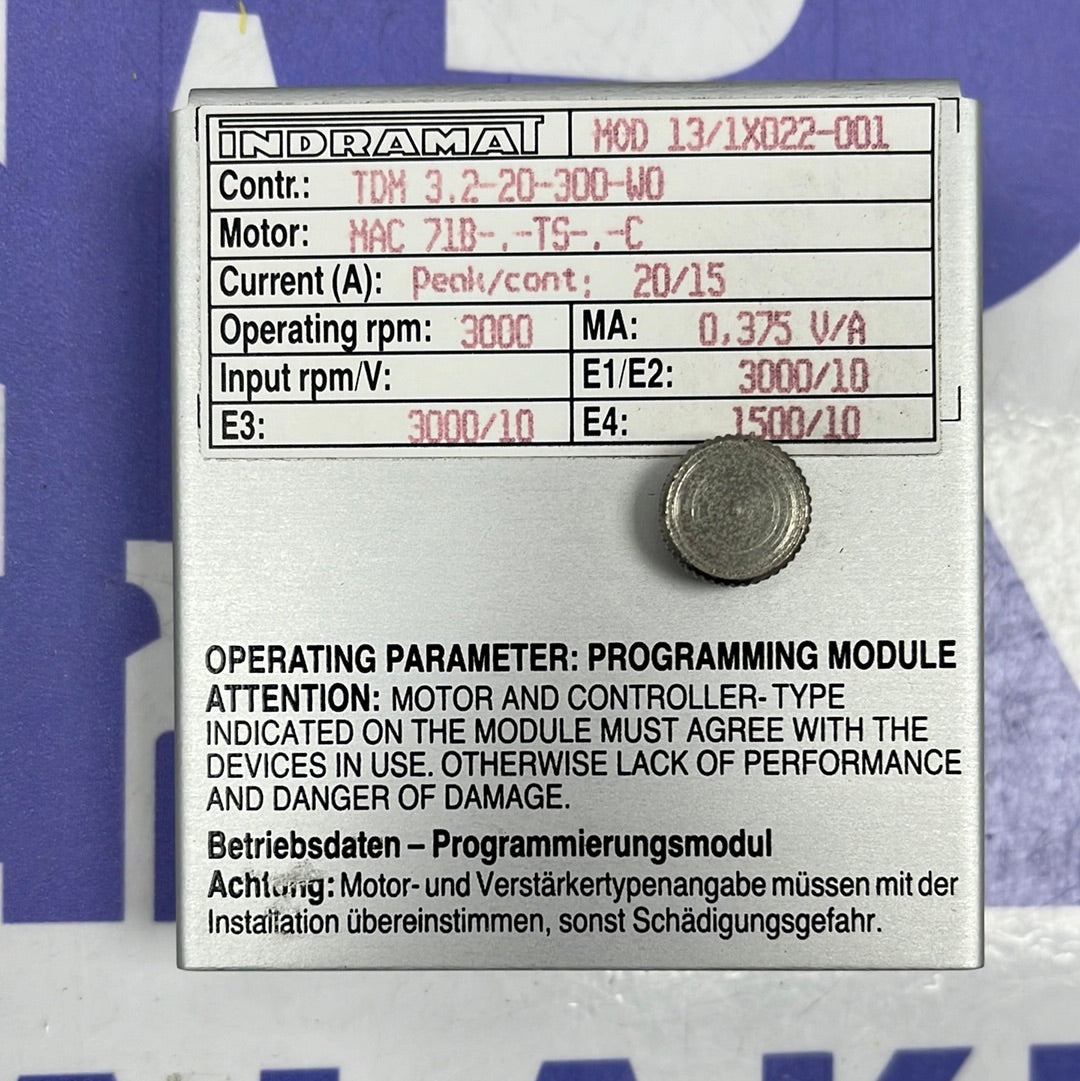 INDRAMAT MOD 13/1X022-001
Contr.: TDM 3.2-20-300-W0
Motor: MAC 71B-.-TS-.-C
Current (A): Peak/cont: 20/15
Operating rpm: 3000 MA: 0,375 V/A
Input rpm/V: E1/E2: 3000/10
E3: 3000/10 E4: 1500/10
OPERATING PARAMETER: PROGRAMMING MODULE
ATTENTION: MOTOR AND CONTROLLER-TYPE
INDICATED ON THE MODULE MUST AGREE WITH THE
DEVICES IN USE. OTHERWISE LACK OF PERFORMANCE
AND DANGER OF DAMAGE.
Betriebsdaten – Programmierungsmodul
Achtung: Motor- und Verstärkertypenangabe müssen mit der
Installation übereinstimmen, sonst Schädigungsgefahr.